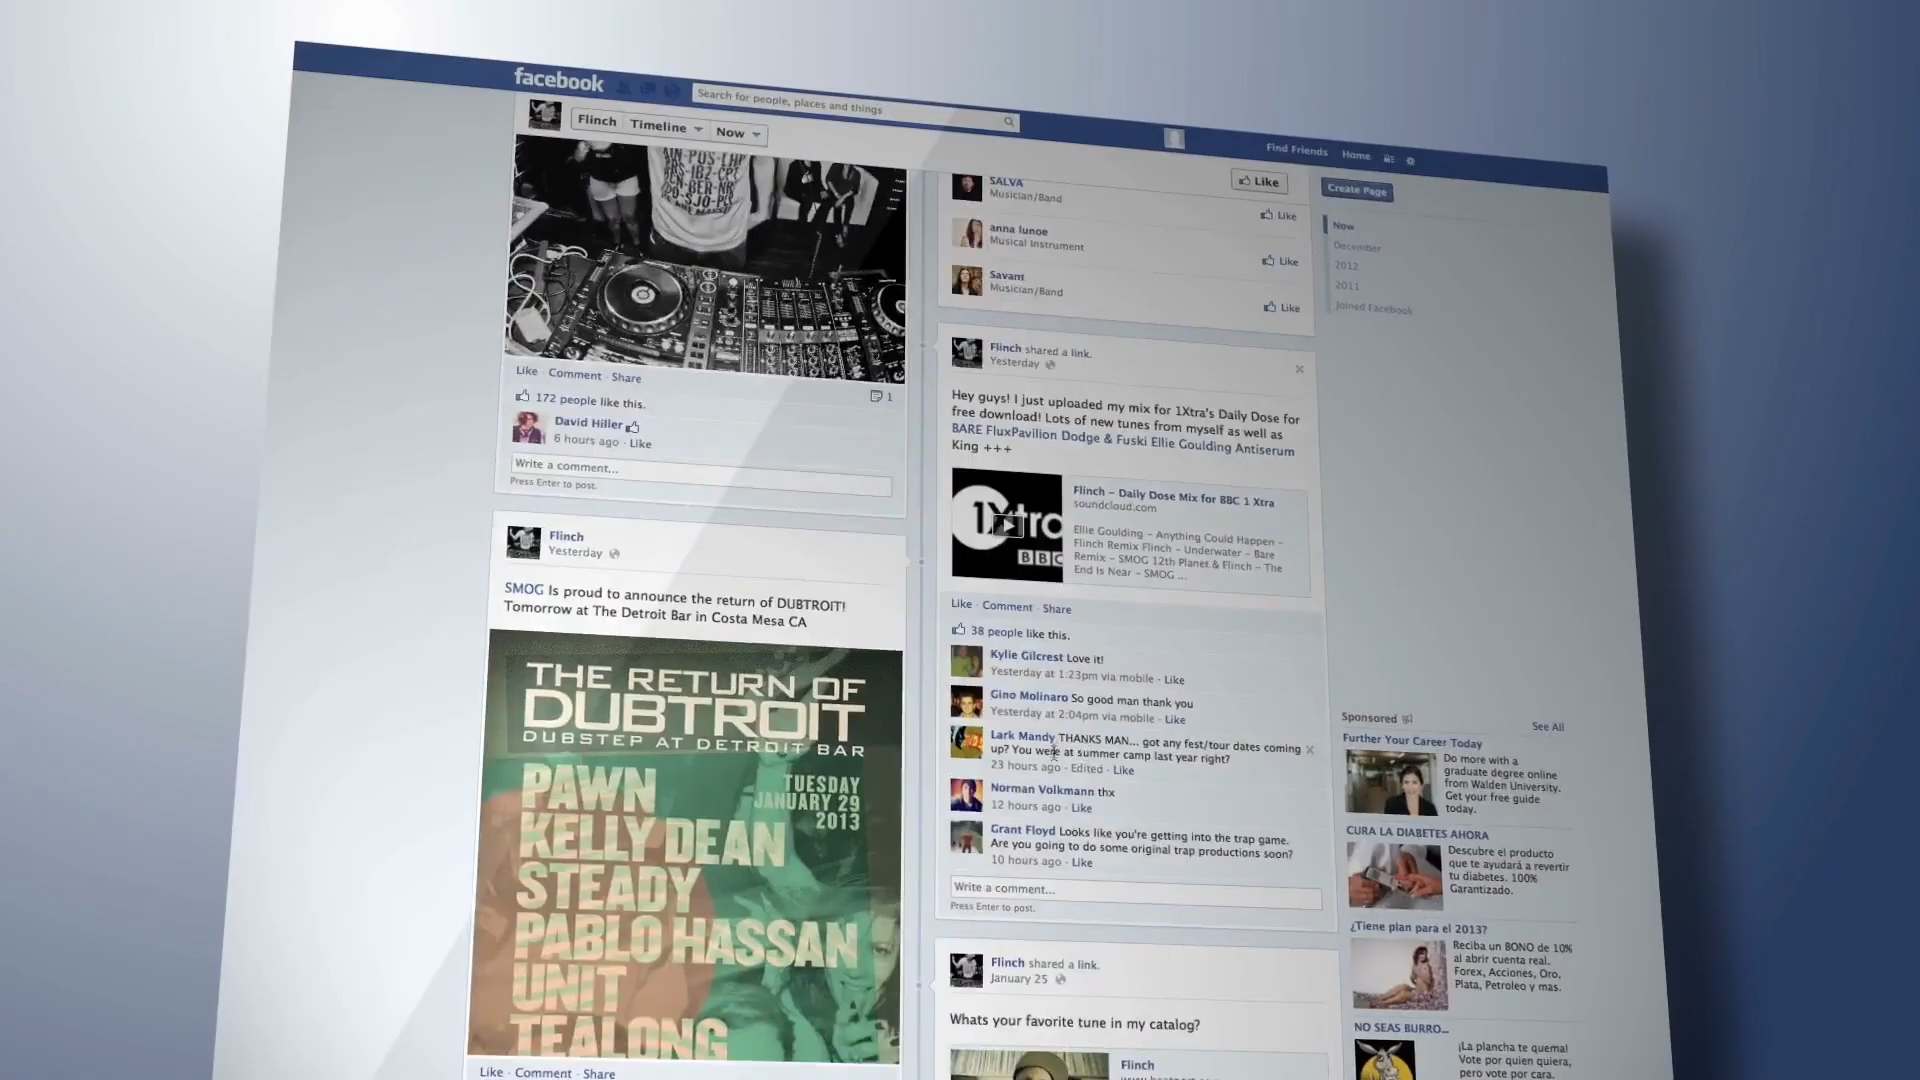 facebook
Search for people, places and things
Find Friends
Home
Flinch
Timeline
Now
Like
Create Page
Now
December
2012
2011
Joined Facebook
SALVA
Musician/Band
Like
anna lunoe
Musical Instrument
Like
Savant
Musician/Band
Like
Like · Comment · Share
172 people like this.
1
David Hiller
6 hours ago · Like
Write a comment...
Press Enter to post.
Flinch
Yesterday
SMOG Is proud to announce the return of DUBTROIT!
Tomorrow at The Detroit Bar in Costa Mesa CA
THE RETURN OF
DUBTROIT
DUBSTEP AT DETROIT BAR
TUESDAY
JANUARY 29
2013
PAWN
KELLY DEAN
STEADY
PABLO HASSAN
UNIT
TEALONG
Like · Comment · Share
Flinch shared a link.
Yesterday
Hey guys! I just uploaded my mix for 1Xtra's Daily Dose for
free download! Lots of new tunes from myself as well as
BARE FluxPavilion Dodge & Fuski Ellie Goulding Antiserum
King +++
1Xtra
BBC
Flinch - Daily Dose Mix for BBC 1 Xtra
soundcloud.com
Ellie Goulding - Anything Could Happen -
Flinch Remix Flinch - Underwater - Bare
Remix - SMOG 12th Planet & Flinch - The
End Is Near - SMOG ...
Like · Comment · Share
38 people like this.
Kylie Gilcrest Love it!
Yesterday at 1:23pm via mobile · Like
Gino Molinaro So good man thank you
Yesterday at 2:04pm via mobile · Like
Lark Mandy THANKS MAN... got any fest/tour dates coming
up? You were at summer camp last year right?
23 hours ago · Edited · Like
Norman Volkmann thx
12 hours ago · Like
Grant Floyd Looks like you're getting into the trap game.
Are you going to do some original trap productions soon?
10 hours ago · Like
Write a comment...
Press Enter to post.
Flinch shared a link.
January 25
Whats your favorite tune in my catalog?
Flinch
Sponsored
See All
Further Your Career Today
Do more with a
graduate degree online
from Walden University.
Get your free guide
today.
CURA LA DIABETES AHORA
Descubre el producto
que te ayudará a revertir
tu diabetes. 100%
Garantizado.
¿Tiene plan para el 2013?
Reciba un BONO de 10%
al abrir cuenta real.
Forex, Acciones, Oro,
Plata, Petroleo y mas.
NO SEAS BURRO...
¡La plancha te quema!
Vote por quien quiera,
pero vote por cara.